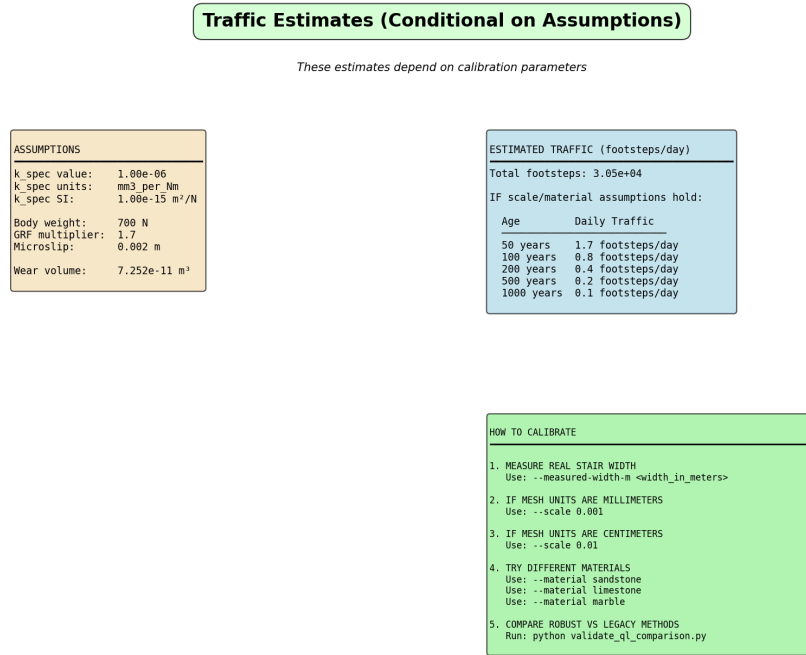 Traffic Estimates (Conditional on Assumptions)
These estimates depend on calibration parameters
ASSUMPTIONS
k_spec value: 1.00e-06
k_spec units: mm3_per_Nm
k_spec SI: 1.00e-15 m²/N
Body weight: 700 N
GRF multiplier: 1.7
Microslip: 0.002 m
Wear volume: 7.252e-11 m³
ESTIMATED TRAFFIC (footsteps/day)
Total footsteps: 3.05e+04
IF scale/material assumptions hold:
Age Daily Traffic
50 years 1.7 footsteps/day
100 years 0.8 footsteps/day
200 years 0.4 footsteps/day
500 years 0.2 footsteps/day
1000 years 0.1 footsteps/day
HOW TO CALIBRATE
1. MEASURE REAL STAIR WIDTH
Use: --measured-width-m <width_in_meters>
2. IF MESH UNITS ARE MILLIMETERS
Use: --scale 0.001
3. IF MESH UNITS ARE CENTIMETERS
Use: --scale 0.01
4. TRY DIFFERENT MATERIALS
Use: --material sandstone
Use: --material limestone
Use: --material marble
5. COMPARE ROBUST VS LEGACY METHODS
Run: python validate_ql_comparison.py